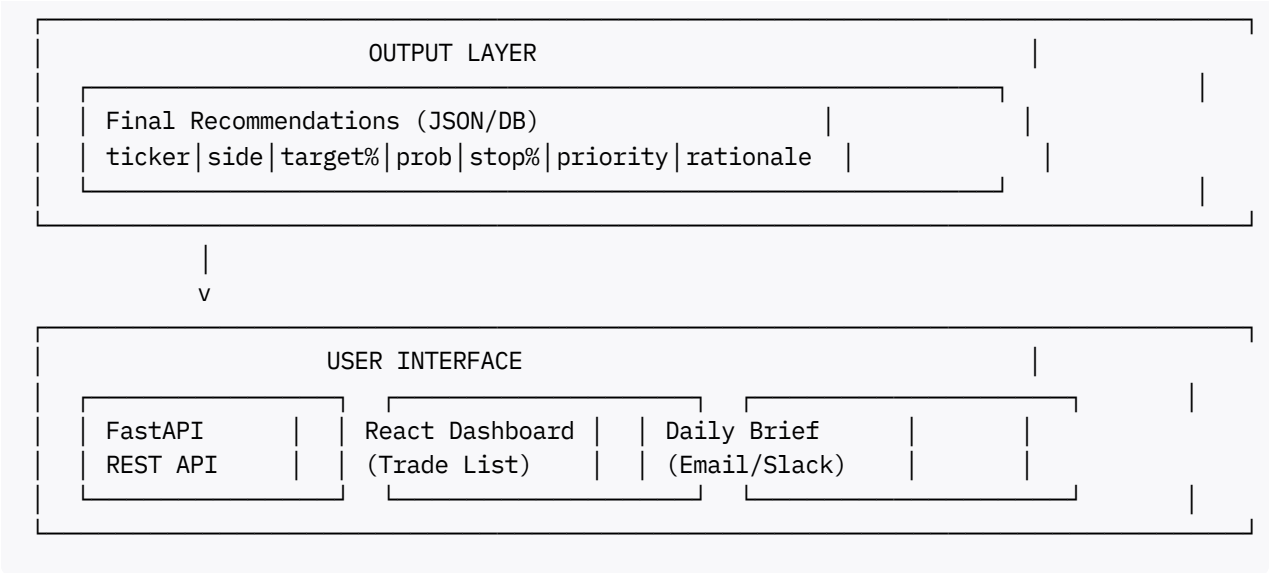 OUTPUT LAYER
Final Recommendations (JSON/DB)
ticker│side│target%│prob│stop%│priority│rationale
v
USER INTERFACE
FastAPI │ │ React Dashboard │ │ Daily Brief
REST API │ │ (Trade List) │ │ (Email/Slack)